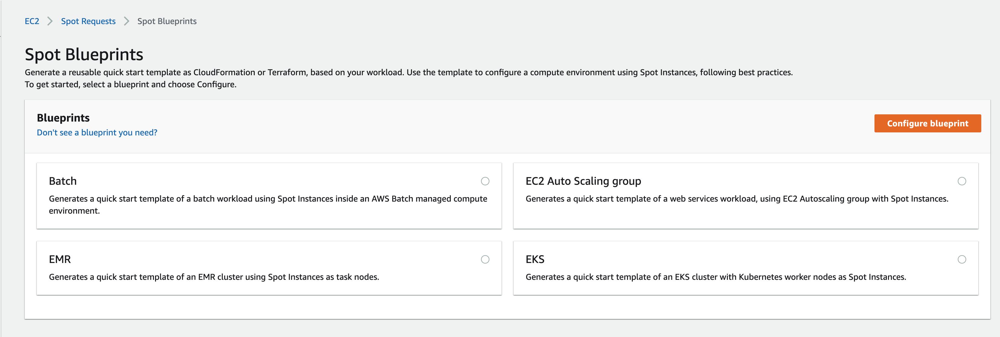 EC2 Spot Requests Spot Blueprints
Spot Blueprints
Generate a reusable quick start template as CloudFormation or Terraform, based on your workload. Use the template to configure a compute environment using Spot Instances, following best practices.
To get started, select a blueprint and choose Configure.
Blueprints
Don't see a blueprint you need?
Configure blueprint
Batch
Generates a quick start template of a batch workload using Spot Instances inside an AWS Batch managed compute
environment.
EC2 Auto Scaling group
Generates a quick start template of a web services workload, using EC2 Autoscaling group with Spot Instances.
EMR
Generates a quick start template of an EMR cluster using Spot Instances as task nodes.
EKS
Generates a quick start template of an EKS cluster with Kubernetes worker nodes as Spot Instances.